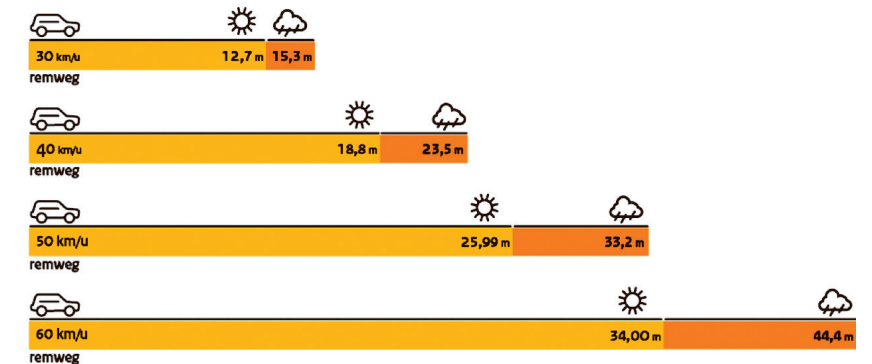 30 km/u 12,7 m 15,3 m
remweg
40 km/u 18,8 m 23,5 m
remweg
50 km/u 25,99 m 33,2 m
remweg
60 km/u 34,00 m 44,4 m
remweg